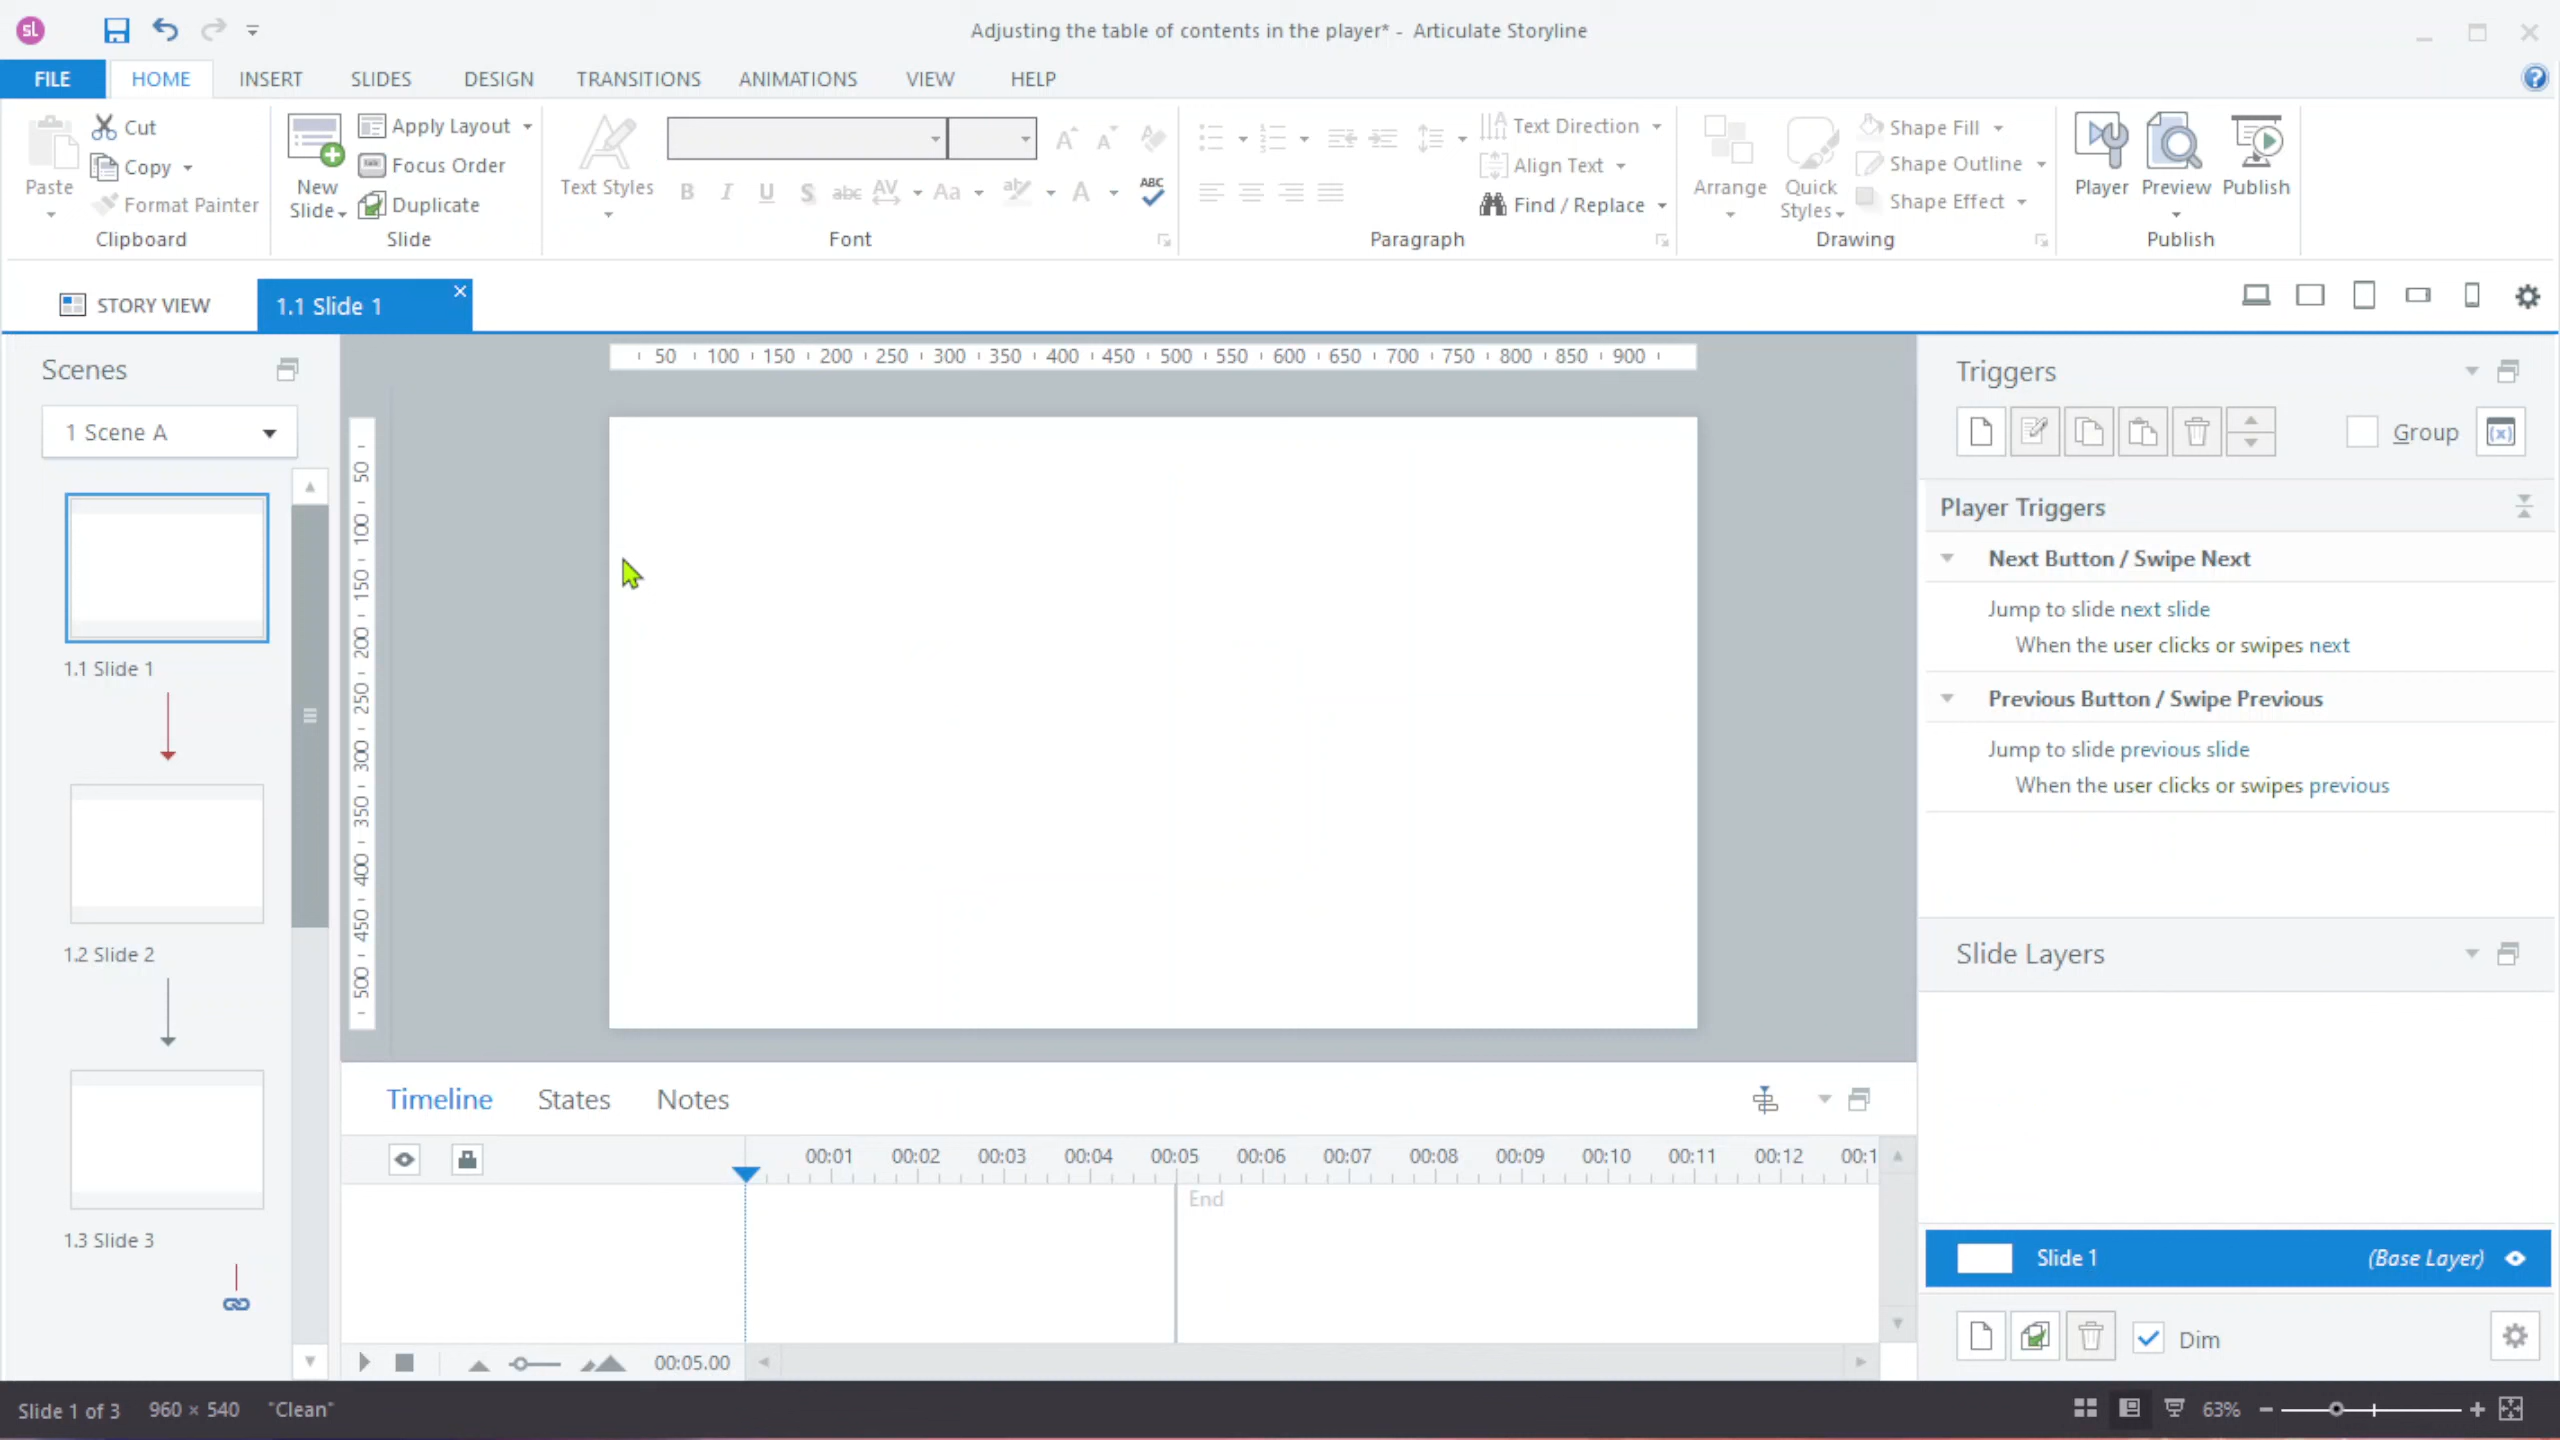 sL
Adjusting the table of contents in the player* - Articulate Storyline
FILE HOME INSERT SLIDES DESIGN TRANSITIONS ANIMATIONS VIEW HELP
Paste
Cut
Copy
Format Painter
Clipboard
New Slide
Apply Layout
Focus Order
Duplicate
Slide
Text Styles
B I U S abc AV Aa ab A ABC
Font
Text Direction
Align Text
Find / Replace
Paragraph
Arrange
Quick Styles
Shape Fill
Shape Outline
Shape Effect
Drawing
Player
Preview
Publish
Publish
STORY VIEW
1.1 Slide 1
Scenes
1 Scene A
1.1 Slide 1
1.2 Slide 2
1.3 Slide 3
50 100 150 200 250 300 350 400 450 500 550 600 650 700 750 800 850 900
50 100 150 200 250 300 350 400 450 500
Timeline States Notes
00:01 00:02 00:03 00:04 00:05 00:06 00:07 00:08 00:09 00:10 00:11 00:12 00:1
End
00:05.00
Triggers
Group (x)
Player Triggers
Next Button / Swipe Next
Jump to slide next slide
When the user clicks or swipes next
Previous Button / Swipe Previous
Jump to slide previous slide
When the user clicks or swipes previous
Slide Layers
Slide 1 (Base Layer)
Dim
Slide 1 of 3 960 × 540 "Clean" 63%